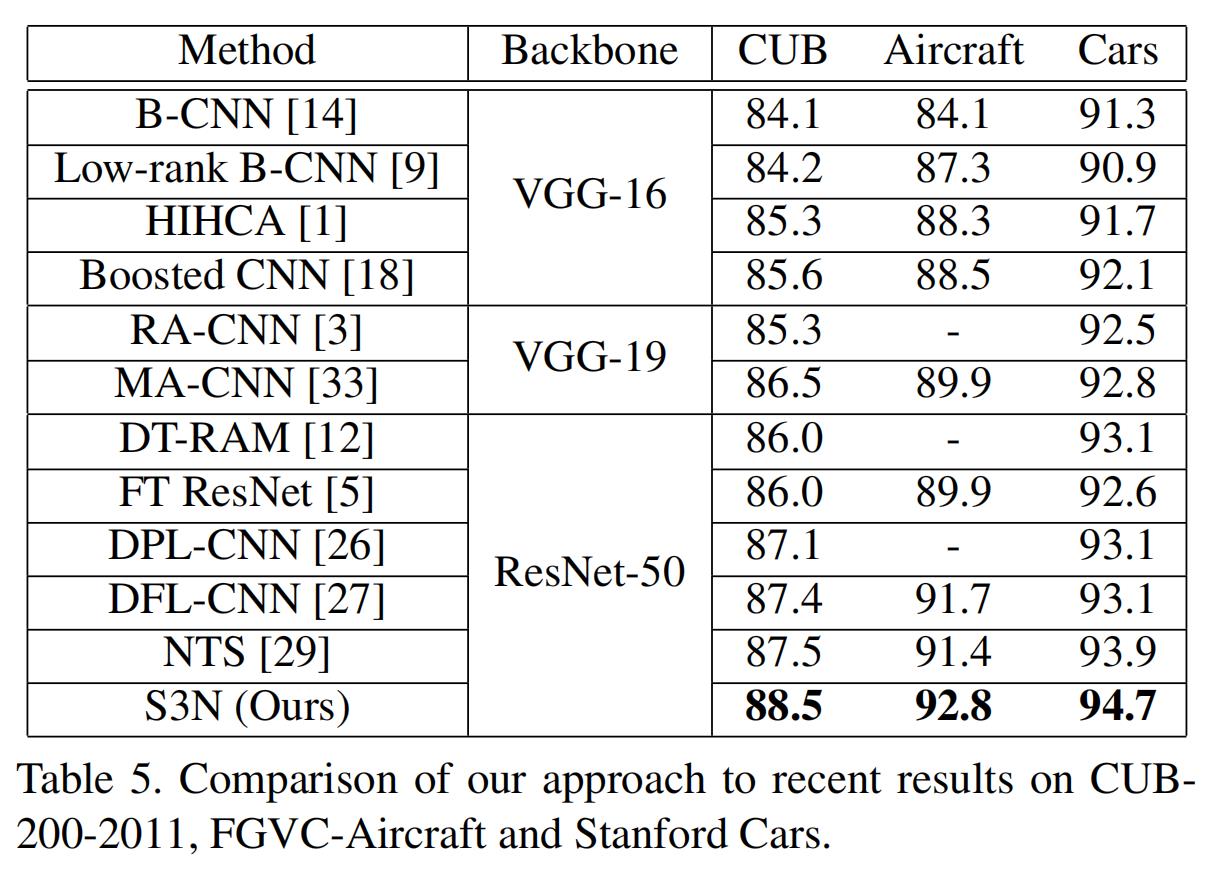 Method Backbone CUB Aircraft Cars
B-CNN [14] 84.1 84.1 91.3
Low-rank B-CNN [9] 84.2 87.3 90.9
VGG-16
HIHCA [1] 85.3 88.3 91.7
Boosted CNN [18] 85.6 88.5 92.1
RA-CNN [3] 85.3 - 92.5
VGG-19
MA-CNN [33] 86.5 89.9 92.8
DT-RAM [12] 86.0 - 93.1
FT ResNet [5] 86.0 89.9 92.6
DPL-CNN [26] 87.1 - 93.1
ResNet-50
DFL-CNN [27] 87.4 91.7 93.1
NTS [29] 87.5 91.4 93.9
S3N (Ours) 88.5 92.8 94.7
Table 5. Comparison of our approach to recent results on CUB-
200-2011, FGVC-Aircraft and Stanford Cars.